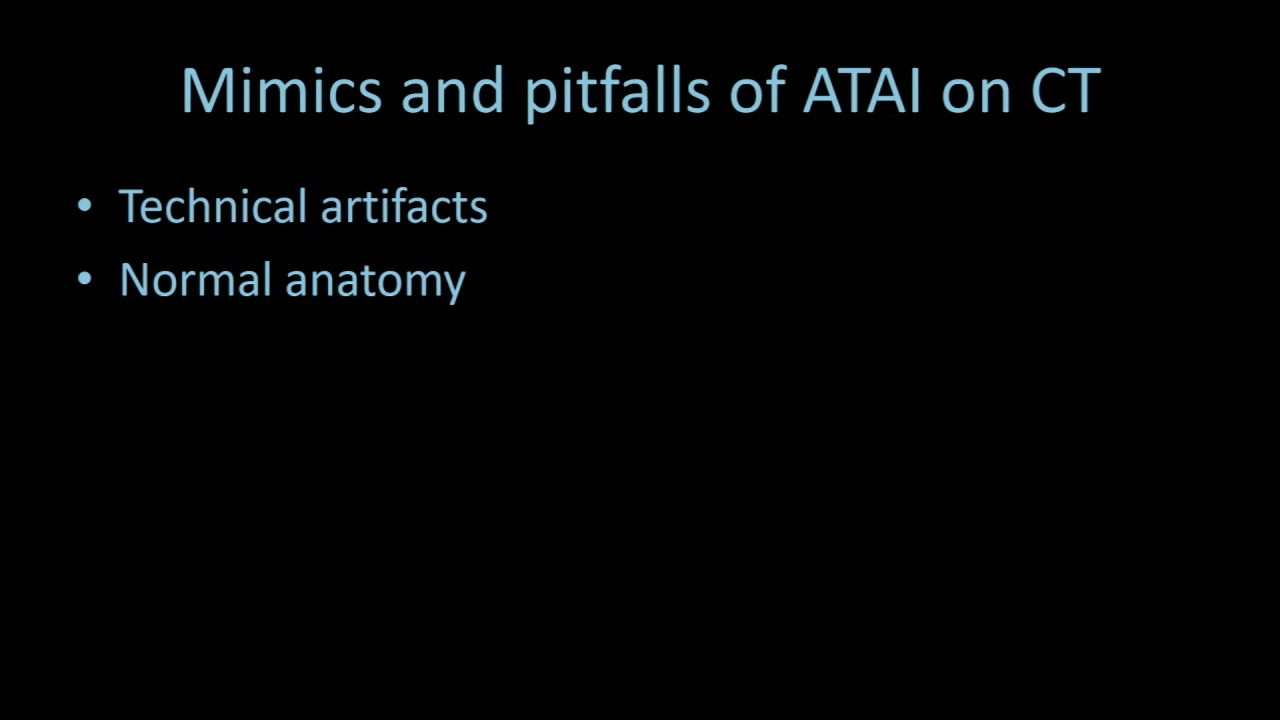 Mimics and pitfalls of ATAI on CT
• Technical artifacts
• Normal anatomy